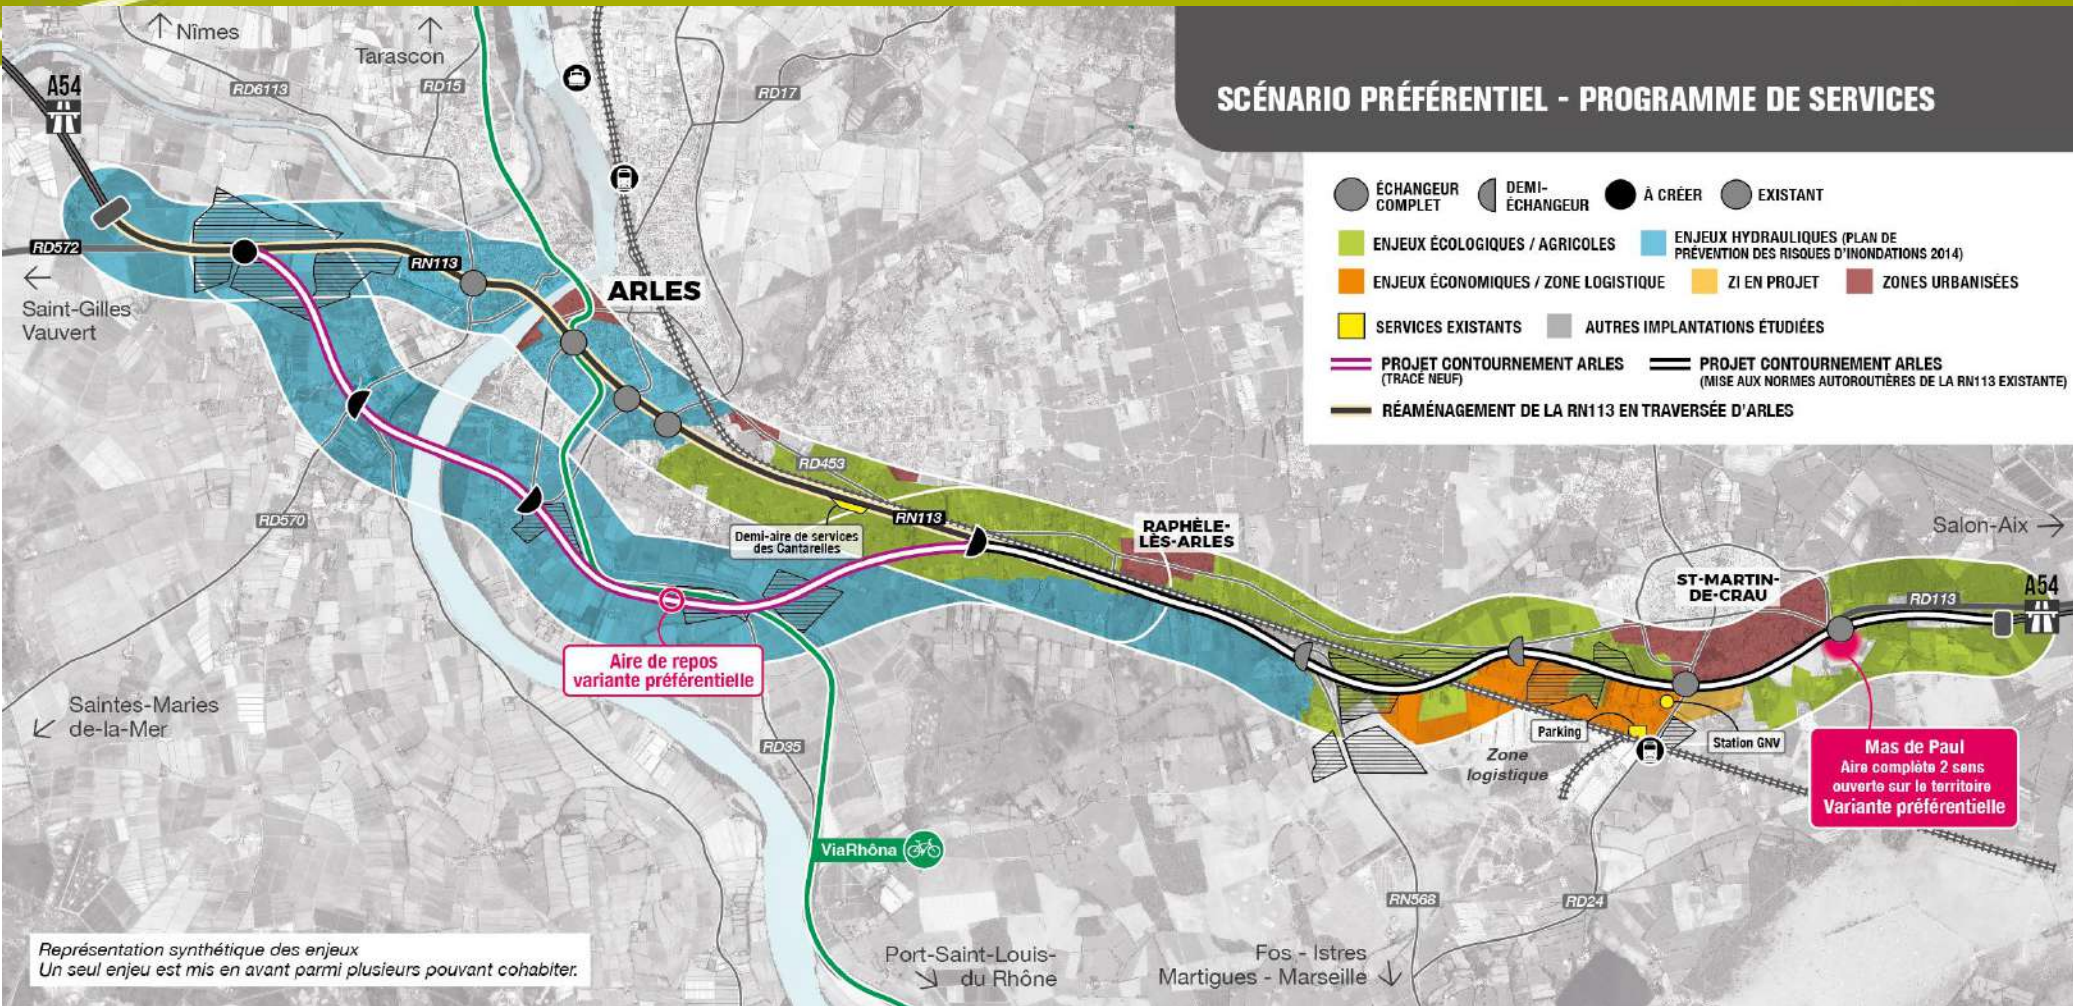 SCÉNARIO PRÉFÉRENTIEL - PROGRAMME DE SERVICES
ÉCHANGEUR
COMPLET
DEMI-
ÉCHANGEUR
À CRÉER
EXISTANT
ENJEUX ÉCOLOGIQUES / AGRICOLES
ENJEUX HYDRAULIQUES (PLAN DE
PRÉVENTION DES RISQUES D'INONDATIONS 2014)
ENJEUX ÉCONOMIQUES / ZONE LOGISTIQUE
ZI EN PROJET
ZONES URBANISÉES
SERVICES EXISTANTS
AUTRES IMPLANTATIONS ÉTUDIÉES
PROJET CONTOURNEMENT ARLES
(TRACÉ NEUF)
PROJET CONTOURNEMENT ARLES
(MISE AUX NORMES AUTOROUTIÈRES DE LA RN113 EXISTANTE)
RÉAMÉNAGEMENT DE LA RN113 EN TRAVERSÉE D'ARLES
Nîmes
Tarascon
A54
RD6113
RD15
RD17
RD572
RN113
Saint-Gilles
Vauvert
ARLES
RD453
RD570
Demi-aire de services
des Cantarelles
RN113
RAPHÈLE-
LÈS-ARLES
Salon-Aix
ST-MARTIN-
DE-CRAU
A54
RD113
Aire de repos
variante préférentielle
Saintes-Maries
de-la-Mer
RD35
Parking
Station GNV
Zone
logistique
Mas de Paul
Aire complète 2 sens
ouverte sur le territoire
Variante préférentielle
ViaRhôna
RN568
RD24
Représentation synthétique des enjeux
Un seul enjeu est mis en avant parmi plusieurs pouvant cohabiter.
Port-Saint-Louis-
du Rhône
Fos - Istres
Martigues - Marseille